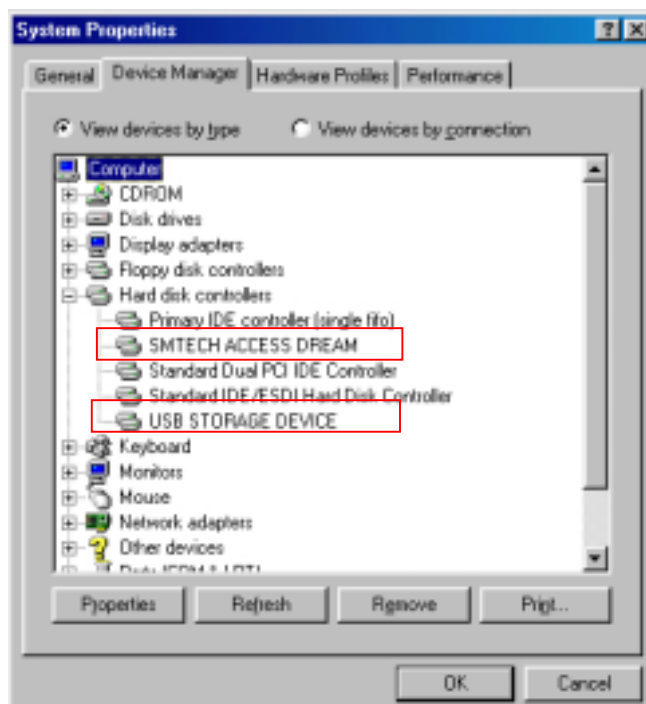 System Properties
General Device Manager Hardware Profiles Performance
View devices by type View devices by connection
Computer
CDROM
Disk drives
Display adapters
Floppy disk controllers
Hard disk controllers
Primary IDE controller (single fifo)
SMTECH ACCESS DREAM
Standard Dual PCI IDE Controller
Standard IDE/ESDI Hard Disk Controller
USB STORAGE DEVICE
Keyboard
Monitors
Mouse
Network adapters
Other devices
Properties Refresh Remove Print...
OK Cancel